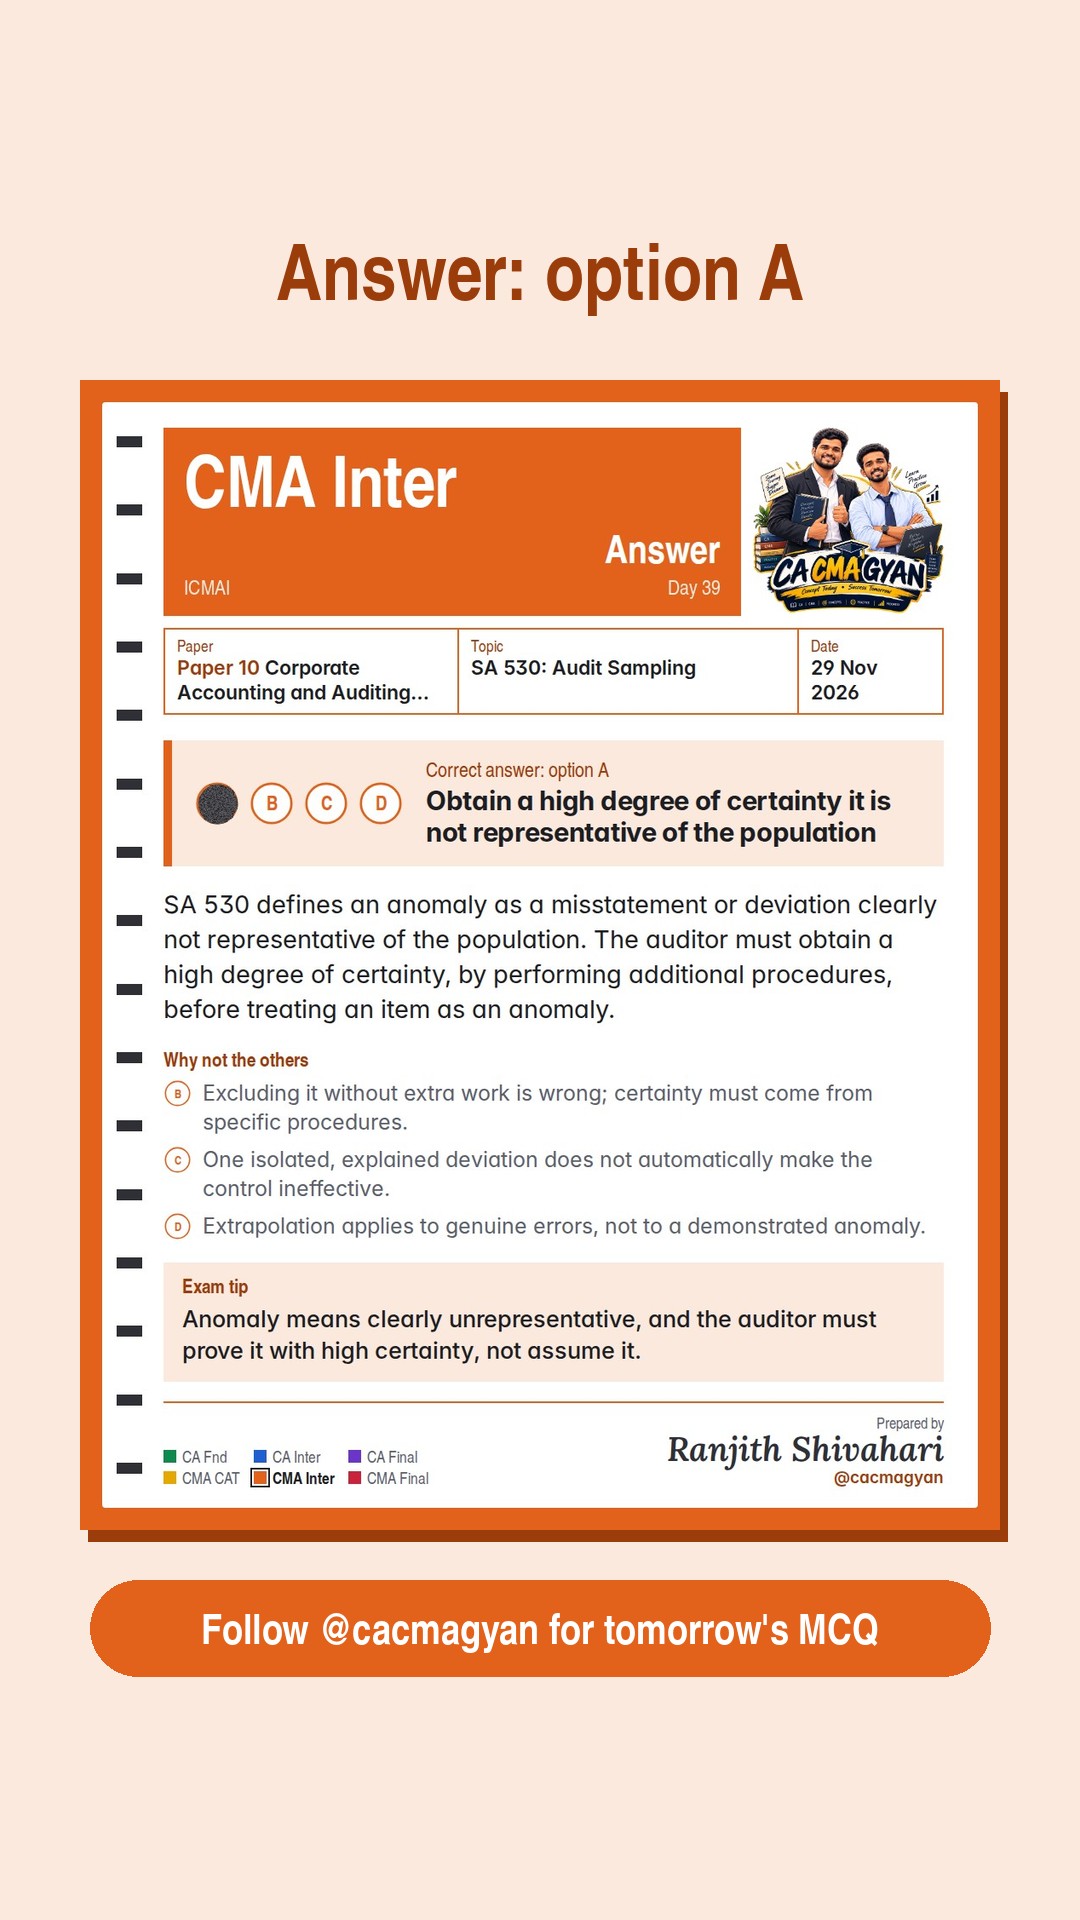 Answer: option A
CMA Inter
Answer
ICMAI
Day 39
CA CMA GYAN
Concept Today • Success Tomorrow
Learn
Practice
Grow
Paper
Paper 10 Corporate
Accounting and Auditing...
Topic
SA 530: Audit Sampling
Date
29 Nov
2026
B C D
Correct answer: option A
Obtain a high degree of certainty it is
not representative of the population
SA 530 defines an anomaly as a misstatement or deviation clearly
not representative of the population. The auditor must obtain a
high degree of certainty, by performing additional procedures,
before treating an item as an anomaly.
Why not the others
B Excluding it without extra work is wrong; certainty must come from
specific procedures.
C One isolated, explained deviation does not automatically make the
control ineffective.
D Extrapolation applies to genuine errors, not to a demonstrated anomaly.
Exam tip
Anomaly means clearly unrepresentative, and the auditor must
prove it with high certainty, not assume it.
CA Fnd CA Inter CA Final
CMA CAT CMA Inter CMA Final
Prepared by
Ranjith Shivahari
@cacmagyan
Follow @cacmagyan for tomorrow's MCQ